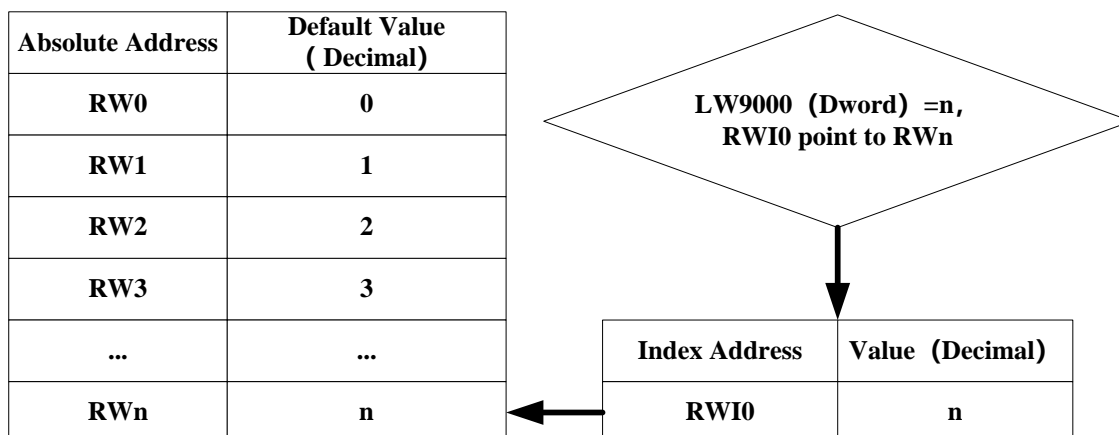 Absolute Address Default Value
( Decimal)
RW0 0
RW1 1
RW2 2
RW3 3
... ...
RWn n
LW9000（Dword）=n,
RWI0 point to RWn
Index Address Value（Decimal）
RWI0 n